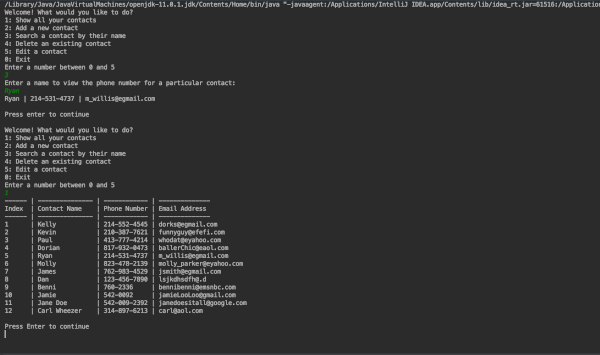 /Library/Java/JavaVirtualMachines/openjdk-11.0.1.jdk/Contents/Home/bin/java "-javaagent:/Applications/IntelliJ IDEA.app/Contents/lib/idea_rt.jar=61516:/Application
Welcome! What would you like to do?
1: Show all your contacts
2: Add a new contact
3: Search a contact by their name
4: Delete an existing contact
5: Edit a contact
0: Exit
Enter a number between 0 and 5
3
Enter a name to view the phone number for a particular contact:
Ryan
Ryan | 214-531-4737 | m_willis@egmail.com
Press enter to continue
Welcome! What would you like to do?
1: Show all your contacts
2: Add a new contact
3: Search a contact by their name
4: Delete an existing contact
5: Edit a contact
0: Exit
Enter a number between 0 and 5
1
------ | --------------- | ------------ | --------------
Index | Contact Name | Phone Number | Email Address
------ | --------------- | ------------ | --------------
1 | Kelly | 214-552-4545 | dorks@egmail.com
2 | Kevin | 210-387-7621 | funnyguy@efefi.com
3 | Paul | 413-777-4214 | whodat@eyahoo.com
4 | Dorian | 817-932-0473 | ballerChic@eaol.com
5 | Ryan | 214-531-4737 | m_willis@egmail.com
6 | Molly | 823-478-2139 | molly_parker@eyahoo.com
7 | James | 762-983-4529 | jsmith@egmail.com
8 | Dan | 123-456-7890 | lsjkdhsdfh@.d
9 | Benni | 760-2336 | bennibenni@emsnbc.com
10 | Jamie | 542-0092 | jamieLooLoo@gmail.com
11 | Jane Doe | 542-009-2392 | janedoesitall@google.com
12 | Carl Wheezer | 314-897-6213 | carl@aol.com
Press Enter to continue